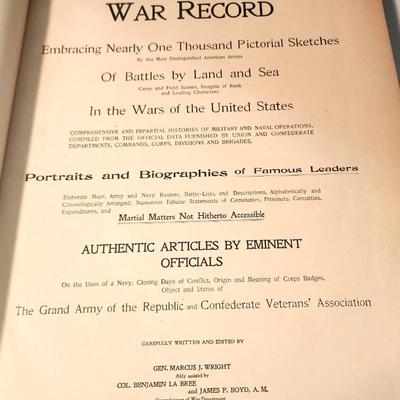 WAR RECORD
Embracing Nearly One Thousand Pictorial Sketches
By the Most Distinguished American Artists
Of Battles by Land and Sea
Camp and Field Scenes, Insignia of Rank
and Leading Characters
In the Wars of the United States
COMPREHENSIVE AND IMPARTIAL HISTORIES OF MILITARY AND NAVAL OPERATIONS,
COMPILED FROM THE OFFICIAL DATA FURNISHED BY UNION AND CONFEDERATE
DEPARTMENTS, COMMANDS, CORPS, DIVISIONS AND BRIGADES.
Portraits and Biographies of Famous Leaders
Elaborate Maps, Army and Navy Rosters, Battle-Lists, and Descriptions, Alphabetically and
Chronologically Arranged; Numerous Tabular Statements of Cemeteries, Prisoners, Casualties,
Expenditures, and Martial Matters Not Hitherto Accessible
AUTHENTIC ARTICLES BY EMINENT
OFFICIALS
On the Uses of a Navy, Closing Days of Conflict, Origin and Meaning of Corps Badges,
Object and Status of
The Grand Army of the Republic and Confederate Veterans' Association
CAREFULLY WRITTEN AND EDITED BY
GEN. MARCUS J. WRIGHT
Ably assisted by
COL. BENJAMIN LA BREE
and JAMES P. BOYD, A. M.
Commissioners of War Department